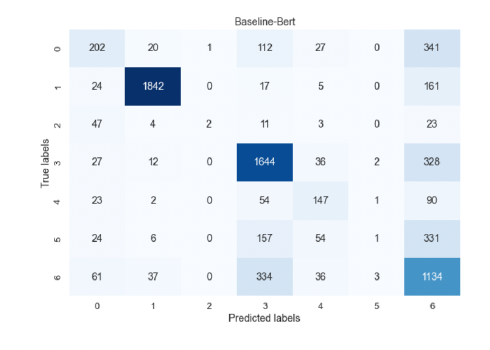 Baseline-Bert
True labels
0 202 20 1 112 27 0 341
1 24 1842 0 17 5 0 161
2 47 4 2 11 3 0 23
3 27 12 0 1644 36 2 328
4 23 2 0 54 147 1 90
5 24 6 0 157 54 1 331
6 61 37 0 334 36 3 1134
0 1 2 3 4 5 6
Predicted labels